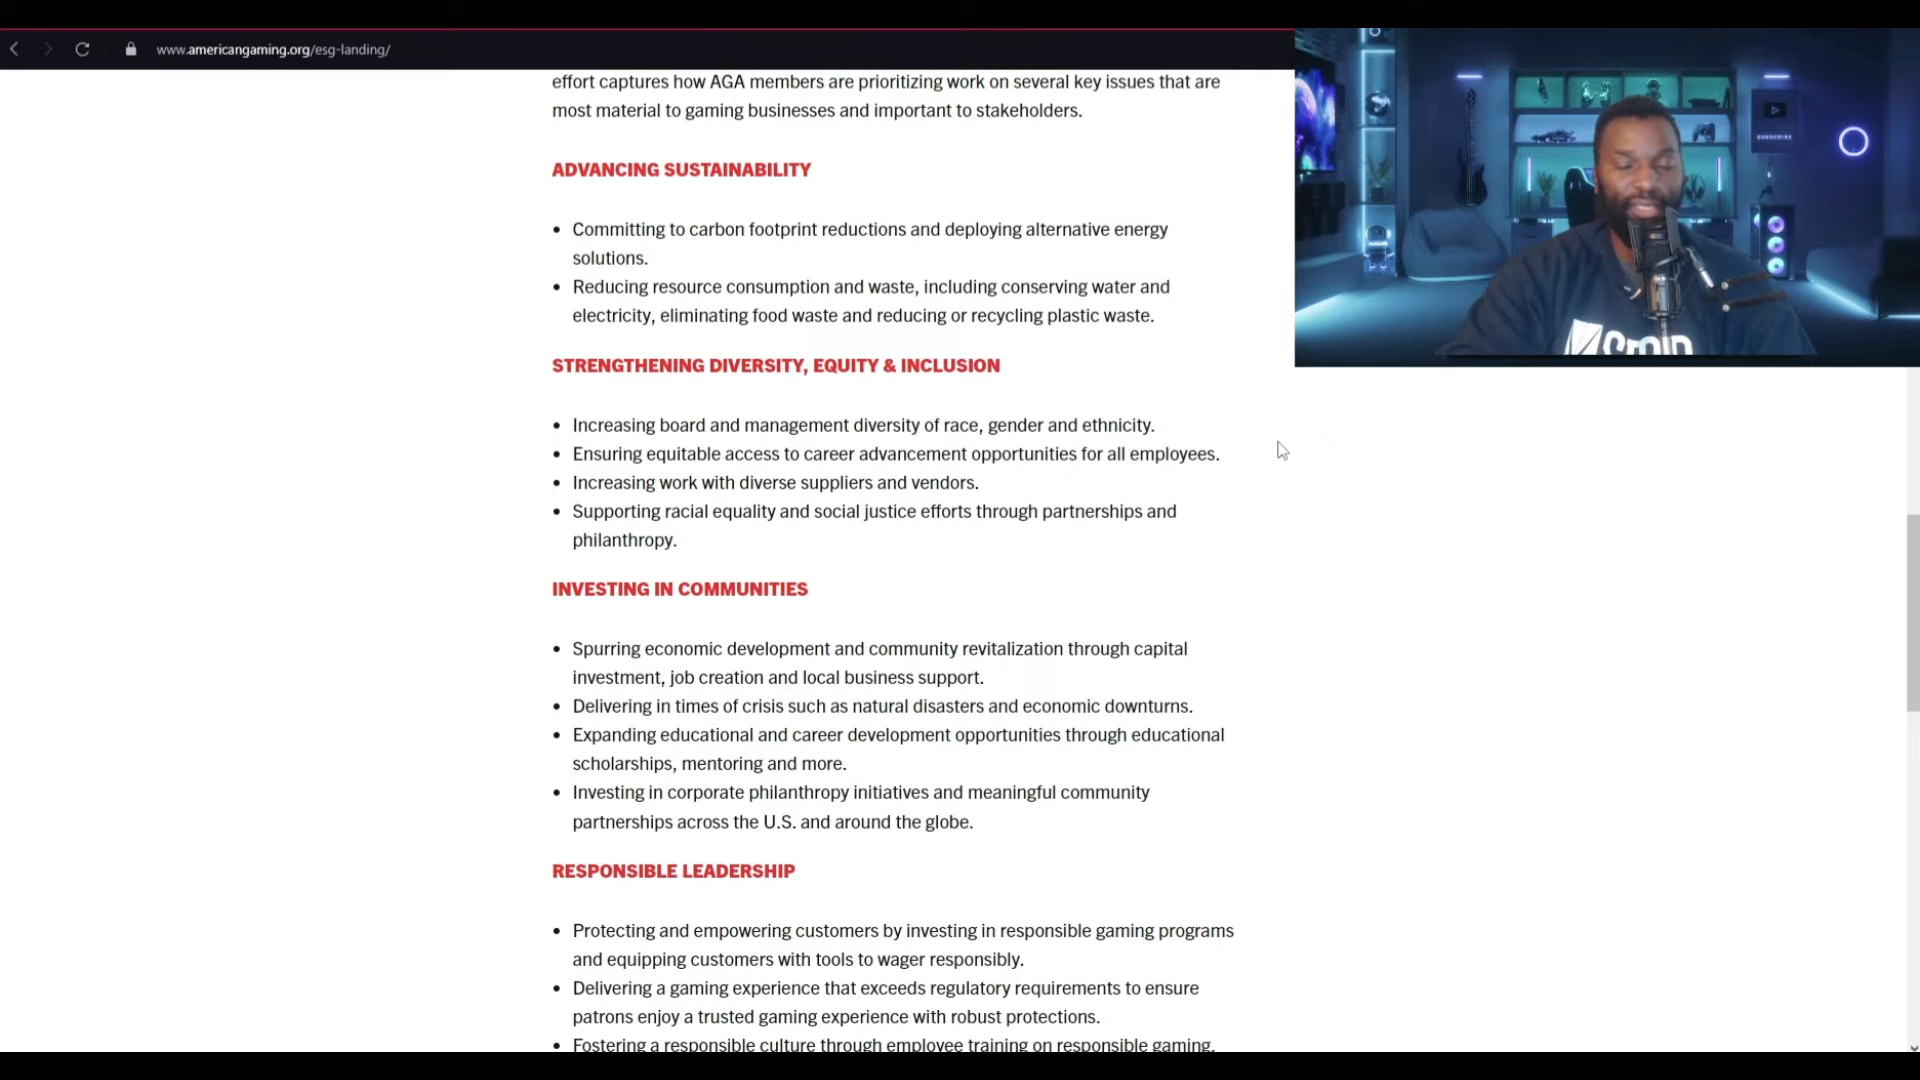 www.americangaming.org/esg-landing/
effort captures how AGA members are prioritizing work on several key issues that are
most material to gaming businesses and important to stakeholders.
ADVANCING SUSTAINABILITY
• Committing to carbon footprint reductions and deploying alternative energy
solutions.
• Reducing resource consumption and waste, including conserving water and
electricity, eliminating food waste and reducing or recycling plastic waste.
STRENGTHENING DIVERSITY, EQUITY & INCLUSION
• Increasing board and management diversity of race, gender and ethnicity.
• Ensuring equitable access to career advancement opportunities for all employees.
• Increasing work with diverse suppliers and vendors.
• Supporting racial equality and social justice efforts through partnerships and
philanthropy.
INVESTING IN COMMUNITIES
• Spurring economic development and community revitalization through capital
investment, job creation and local business support.
• Delivering in times of crisis such as natural disasters and economic downturns.
• Expanding educational and career development opportunities through educational
scholarships, mentoring and more.
• Investing in corporate philanthropy initiatives and meaningful community
partnerships across the U.S. and around the globe.
RESPONSIBLE LEADERSHIP
• Protecting and empowering customers by investing in responsible gaming programs
and equipping customers with tools to wager responsibly.
• Delivering a gaming experience that exceeds regulatory requirements to ensure
patrons enjoy a trusted gaming experience with robust protections.
• Fostering a responsible culture through employee training on responsible gaming,
SUBSCRIBE